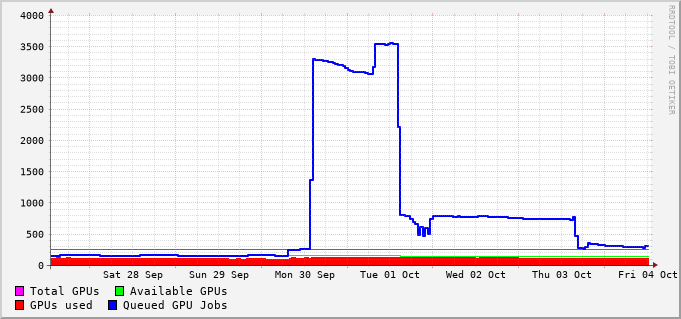 4000
3500
3000
2500
2000
1500
1000
500
0
Sat 28 Sep Sun 29 Sep Mon 30 Sep Tue 01 Oct Wed 02 Oct Thu 03 Oct Fri 04 Oct
Total GPUs Available GPUs
GPUs used Queued GPU Jobs
RRDTOOL / TOBI OETIKER